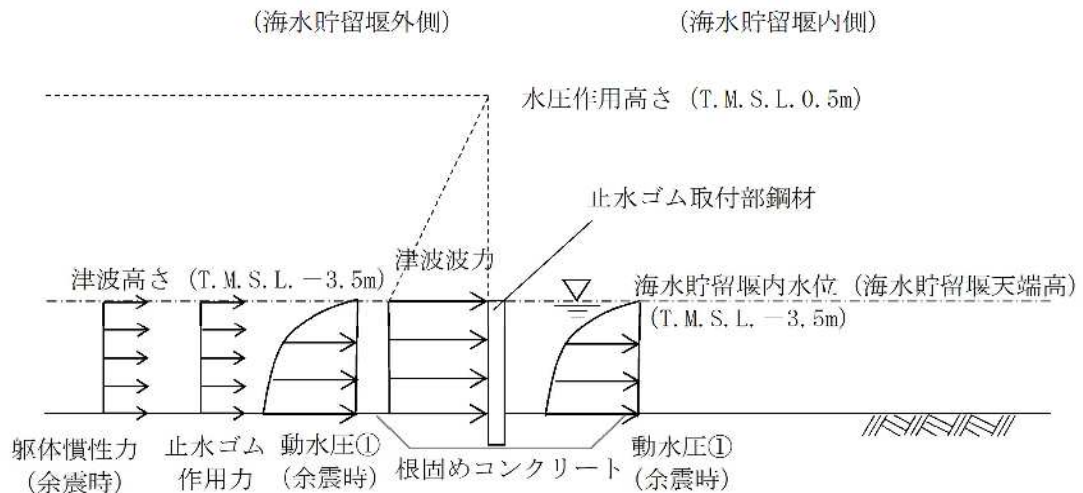 (海水貯留堰外側)
(海水貯留堰内側)
水圧作用高さ (T.M.S.L.0.5m)
止水ゴム取付部鋼材
津波波力
津波高さ (T.M.S.L.－3.5m)
海水貯留堰内水位 (海水貯留堰天端高)
(T.M.S.L.－3.5m)
躯体慣性力
(余震時)
止水ゴム
作用力
動水圧①
(余震時)
根固めコンクリート
動水圧①
(余震時)